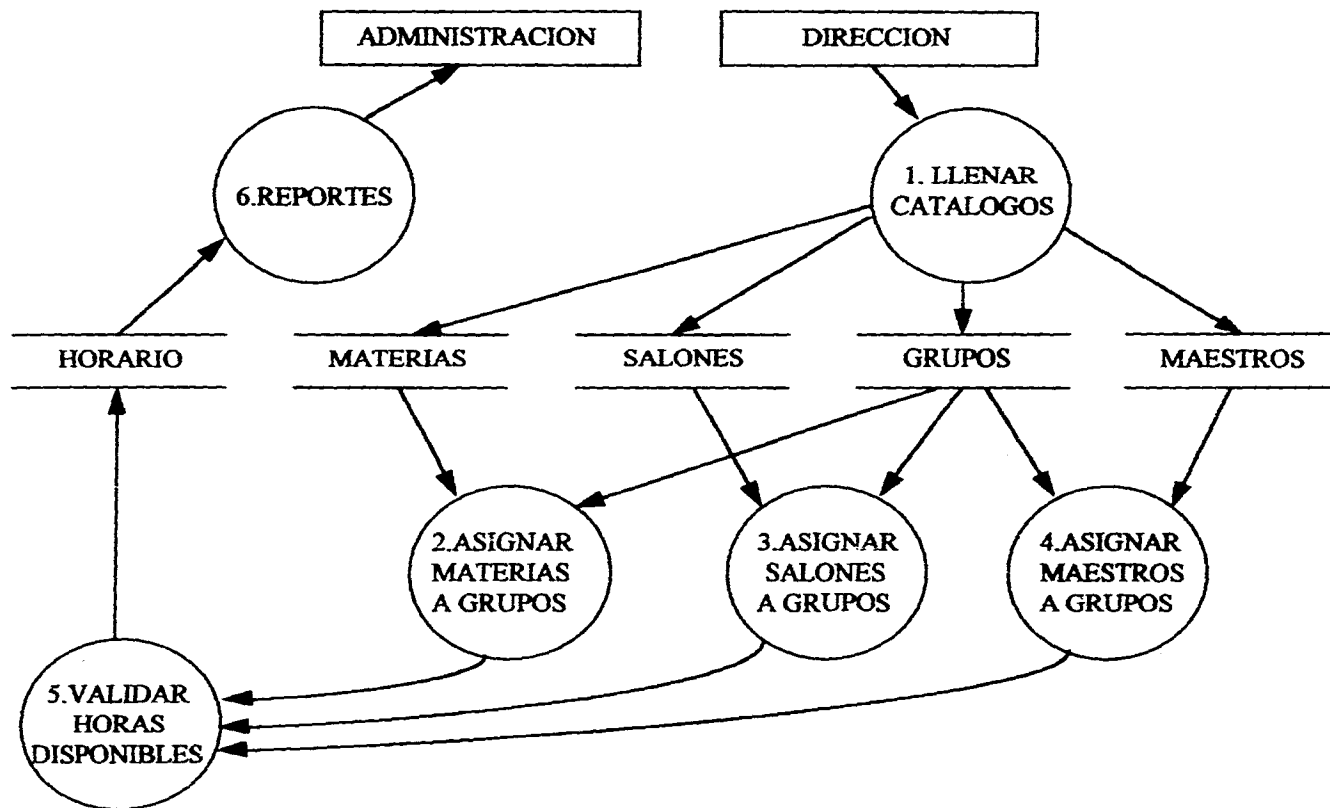 ADMINISTRACION
DIRECCION
6.REPORTES
1. LLENAR
CATALOGOS
HORARIO
MATERIAS
SALONES
GRUPOS
MAESTROS
2.ASIGNAR
MATERIAS
A GRUPOS
3.ASIGNAR
SALONES
A GRUPOS
4.ASIGNAR
MAESTROS
A GRUPOS
5.VALIDAR
HORAS
DISPONIBLES